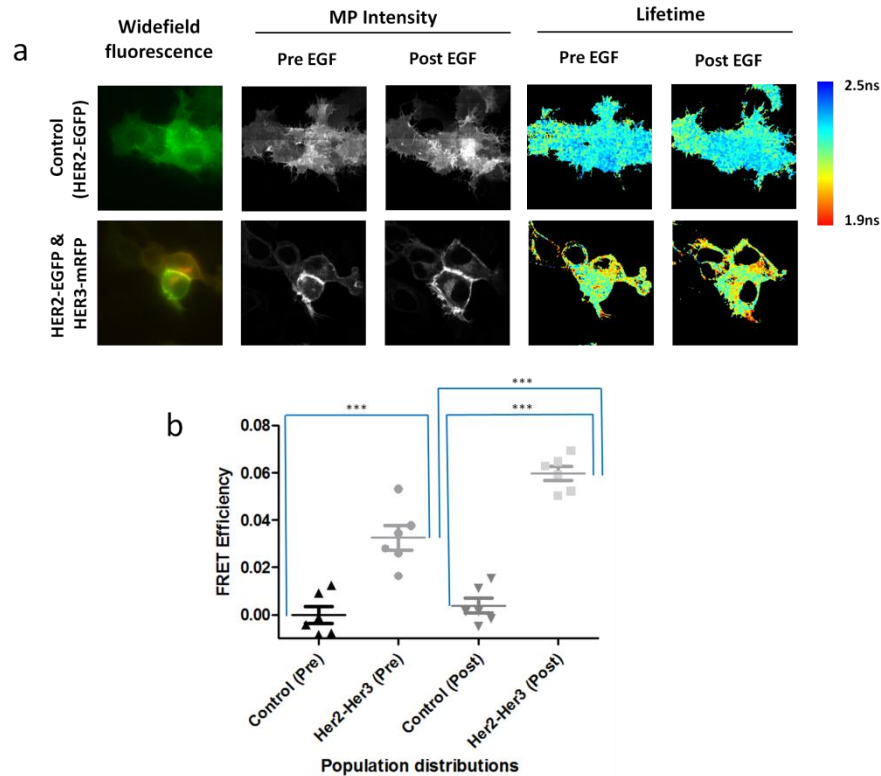 a
Widefield fluorescence
MP Intensity
Lifetime
Pre EGF
Post EGF
Pre EGF
Post EGF
Control (HER2-EGFP)
HER2-EGFP & HER3-mRFP
2.5ns
1.9ns
b
***
***
***
FRET Efficiency
0.08
0.06
0.04
0.02
0.00
Control (Pre)
Her2-Her3 (Pre)
Control (Post)
Her2-Her3 (Post)
Population distributions